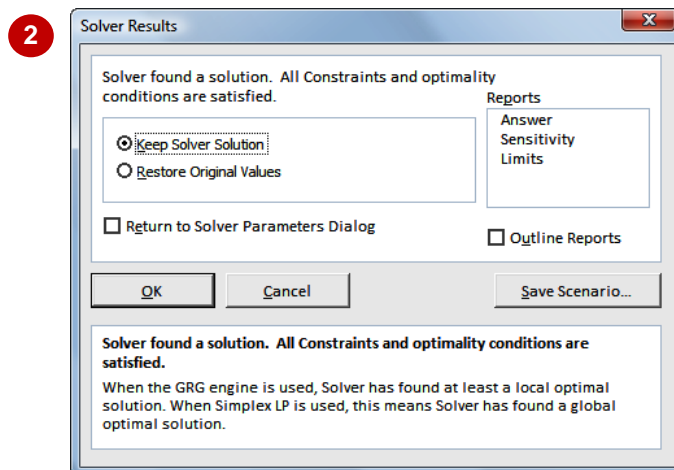 2
Solver Results
X
Solver found a solution. All Constraints and optimality
conditions are satisfied.
Reports
Answer
Sensitivity
Limits
Keep Solver Solution
Restore Original Values
Return to Solver Parameters Dialog
Outline Reports
OK
Cancel
Save Scenario...
Solver found a solution. All Constraints and optimality conditions are
satisfied.
When the GRG engine is used, Solver has found at least a local optimal
solution. When Simplex LP is used, this means Solver has found a global
optimal solution.